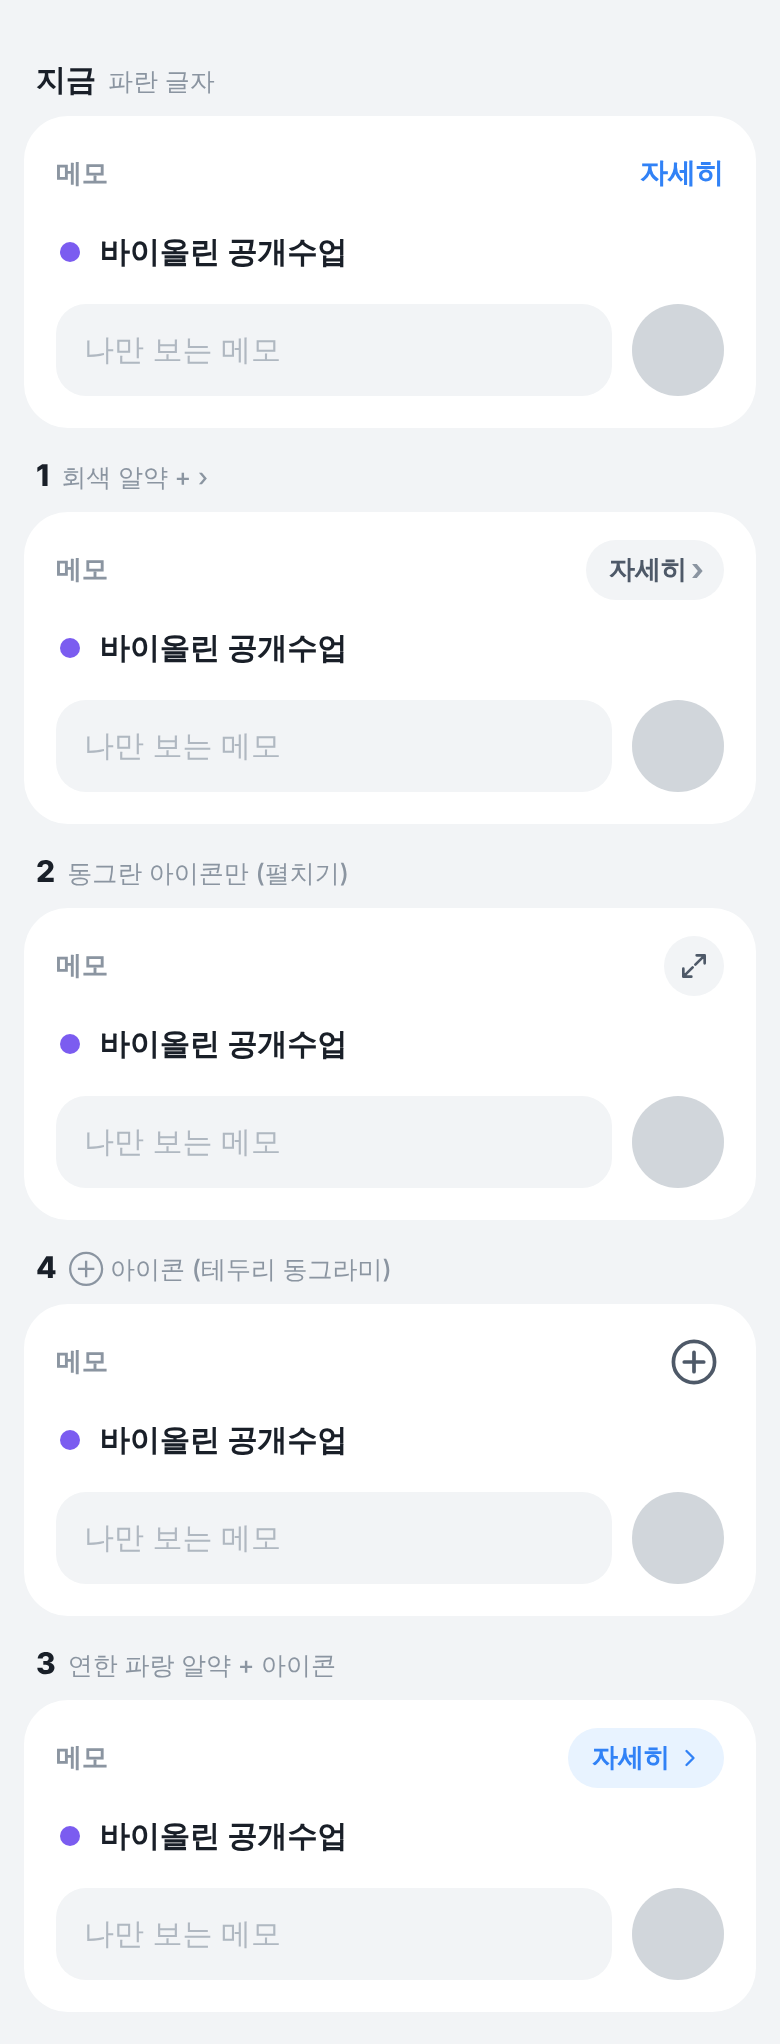 지금 파란 글자
메모 자세히
바이올린 공개수업
나만 보는 메모
1 회색 알약 + ›
메모 자세히 ›
바이올린 공개수업
나만 보는 메모
2 동그란 아이콘만 (펼치기)
메모
바이올린 공개수업
나만 보는 메모
4 ⊕ 아이콘 (테두리 동그라미)
메모
바이올린 공개수업
나만 보는 메모
3 연한 파랑 알약 + 아이콘
메모 자세히 ›
바이올린 공개수업
나만 보는 메모